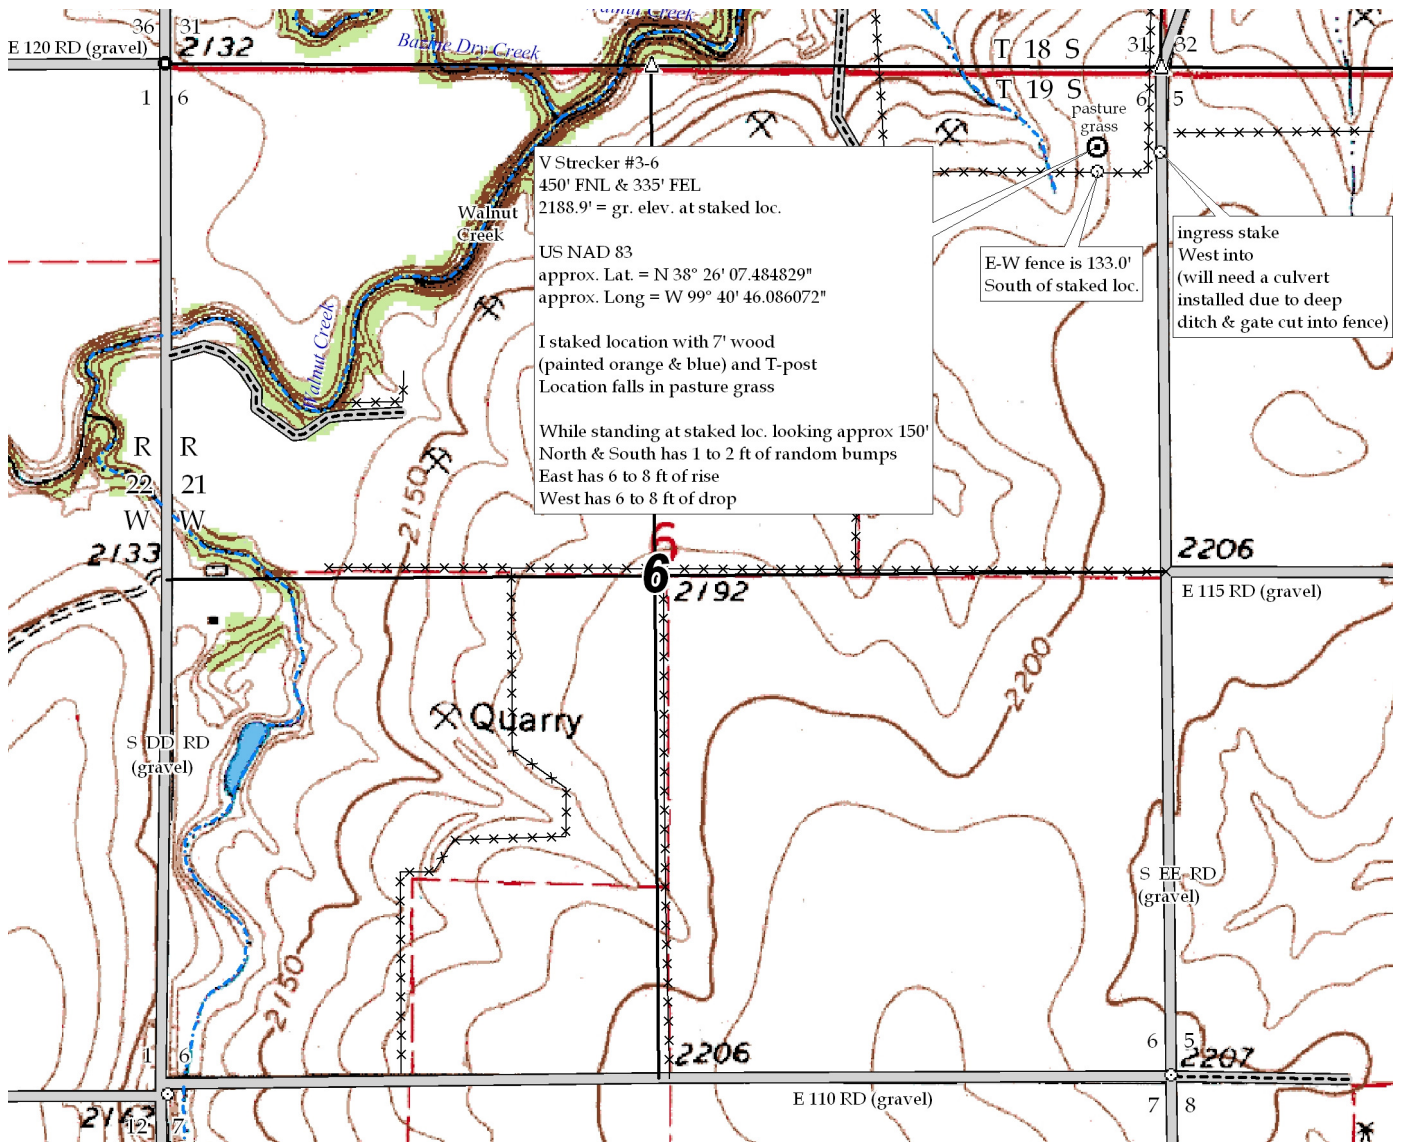 Walnut Creek
36 31
E 120 RD (gravel)
2132
Bazine Dry Creek
T 18 S
31 32
1 6
T 19 S
6 5
pasture
grass
V Strecker #3-6
450' FNL & 335' FEL
2188.9' = gr. elev. at staked loc.
US NAD 83
approx. Lat. = N 38° 26' 07.484829"
approx. Long = W 99° 40' 46.086072"
I staked location with 7' wood
(painted orange & blue) and T-post
Location falls in pasture grass
While standing at staked loc. looking approx 150'
North & South has 1 to 2 ft of random bumps
East has 6 to 8 ft of rise
West has 6 to 8 ft of drop
Walnut
Creek
E-W fence is 133.0'
South of staked loc.
ingress stake
West into
(will need a culvert
installed due to deep
ditch & gate cut into fence)
Walnut Creek
R R
22 21
W W
2150
2133
6
6
2192
2206
E 115 RD (gravel)
2200
Quarry
S DD RD
(gravel)
S EE RD
(gravel)
2150
1 6
2206
6 5
2207
E 110 RD (gravel)
7 8
12 7